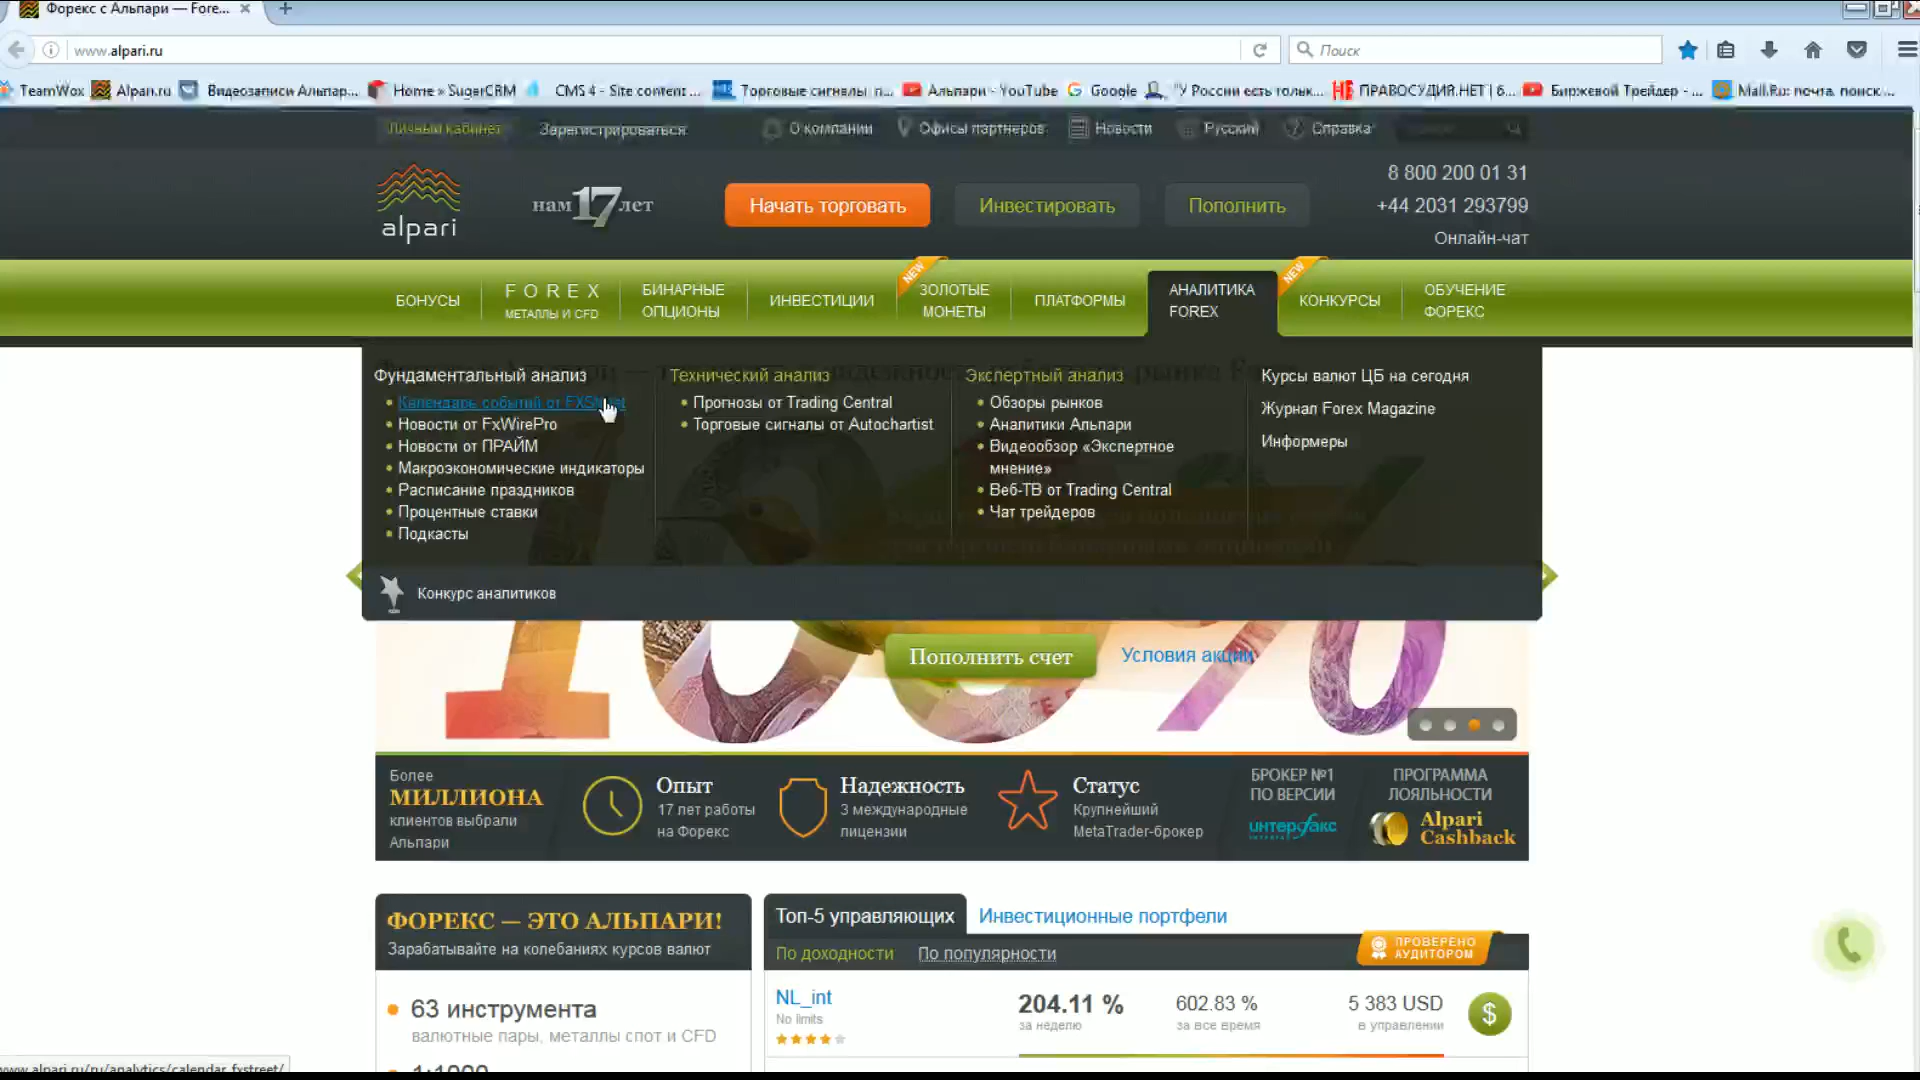 Форекс с Альпари — Fore...
www.alpari.ru
Поиск
TeamWox
Alpari.ru
Видеозаписи Альпар...
Home » SugarCRM
CMS 4 - Site content ...
Торговые сигналы п...
Альпари - YouTube
Google
"У России есть тольк...
ПРАВОСУДИЯ.НЕТ | б...
Биржевой Трейдер - ...
Mail.Ru: почта, поиск ...
Личный кабинет
Зарегистрироваться
О компании
Офисы партнеров
Новости
Русский
Справка
alpari
нам 17 лет
Начать торговать
Инвестировать
Пополнить
8 800 200 01 31
+44 2031 293799
Онлайн-чат
БОНУСЫ
FOREX
МЕТАЛЛЫ И CFD
БИНАРНЫЕ
ОПЦИОНЫ
ИНВЕСТИЦИИ
NEW
ЗОЛОТЫЕ
МОНЕТЫ
ПЛАТФОРМЫ
АНАЛИТИКА
FOREX
NEW
КОНКУРСЫ
ОБУЧЕНИЕ
ФОРЕКС
Фундаментальный анализ
Календарь событий от FXStreet
Новости от FxWirePro
Новости от ПРАЙМ
Макроэкономические индикаторы
Расписание праздников
Процентные ставки
Подкасты
Технический анализ
Прогнозы от Trading Central
Торговые сигналы от Autochartist
Экспертный анализ
Обзоры рынков
Аналитики Альпари
Видеообзор «Экспертное
мнение»
Веб-ТВ от Trading Central
Чат трейдеров
Курсы валют ЦБ на сегодня
Журнал Forex Magazine
Информеры
Конкурс аналитиков
100%
Пополнить счет
Условия акции
Более
МИЛЛИОНА
клиентов выбрали
Альпари
Опыт
17 лет работы
на Форекс
Надежность
3 международные
лицензии
Статус
Крупнейший
MetaTrader-брокер
БРОКЕР №1
ПО ВЕРСИИ
интерфакс
ПРОГРАММА
ЛОЯЛЬНОСТИ
Alpari
Cashback
ФОРЕКС — ЭТО АЛЬПАРИ!
Зарабатывайте на колебаниях курсов валют
63 инструмента
валютные пары, металлы спот и CFD
1:1000
Топ-5 управляющих
Инвестиционные портфели
По доходности
По популярности
ПРОВЕРЕНО
АУДИТОРОМ
NL_int
No limits
204.11 %
за неделю
602.83 %
за все время
5 383 USD
в управлении
$
www.alpari.ru/ru/analytics/calendar_fxstreet/